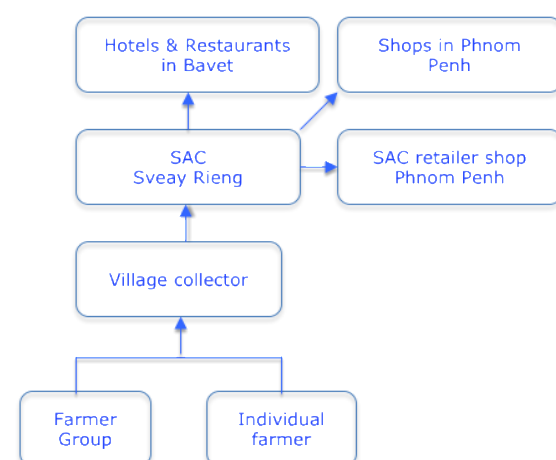 Hotels & Restaurants
in Bavet
Shops in Phnom
Penh
SAC
Sveay Rieng
SAC retailer shop
Phnom Penh
Village collector
Farmer
Group
Individual
farmer